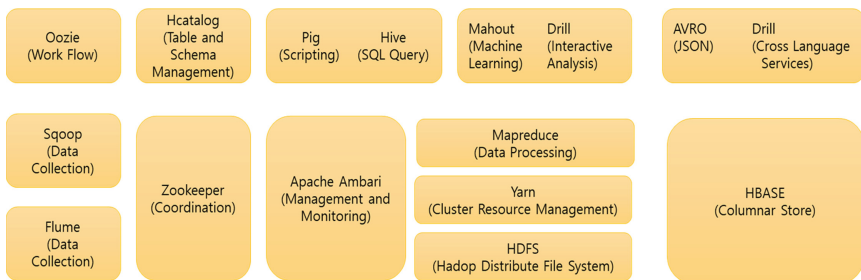 Oozie
(Work Flow)
Hcatalog
(Table and
Schema
Management)
Pig
(Scripting)
Hive
(SQL Query)
Mahout
(Machine
Learning)
Drill
(Interactive
Analysis)
AVRO
(JSON)
Drill
(Cross Language
Services)
Sqoop
(Data
Collection)
Flume
(Data
Collection)
Zookeeper
(Coordination)
Apache Ambari
(Management and
Monitoring)
Mapreduce
(Data Processing)
Yarn
(Cluster Resource Management)
HDFS
(Hadop Distribute File System)
HBASE
(Columnar Store)